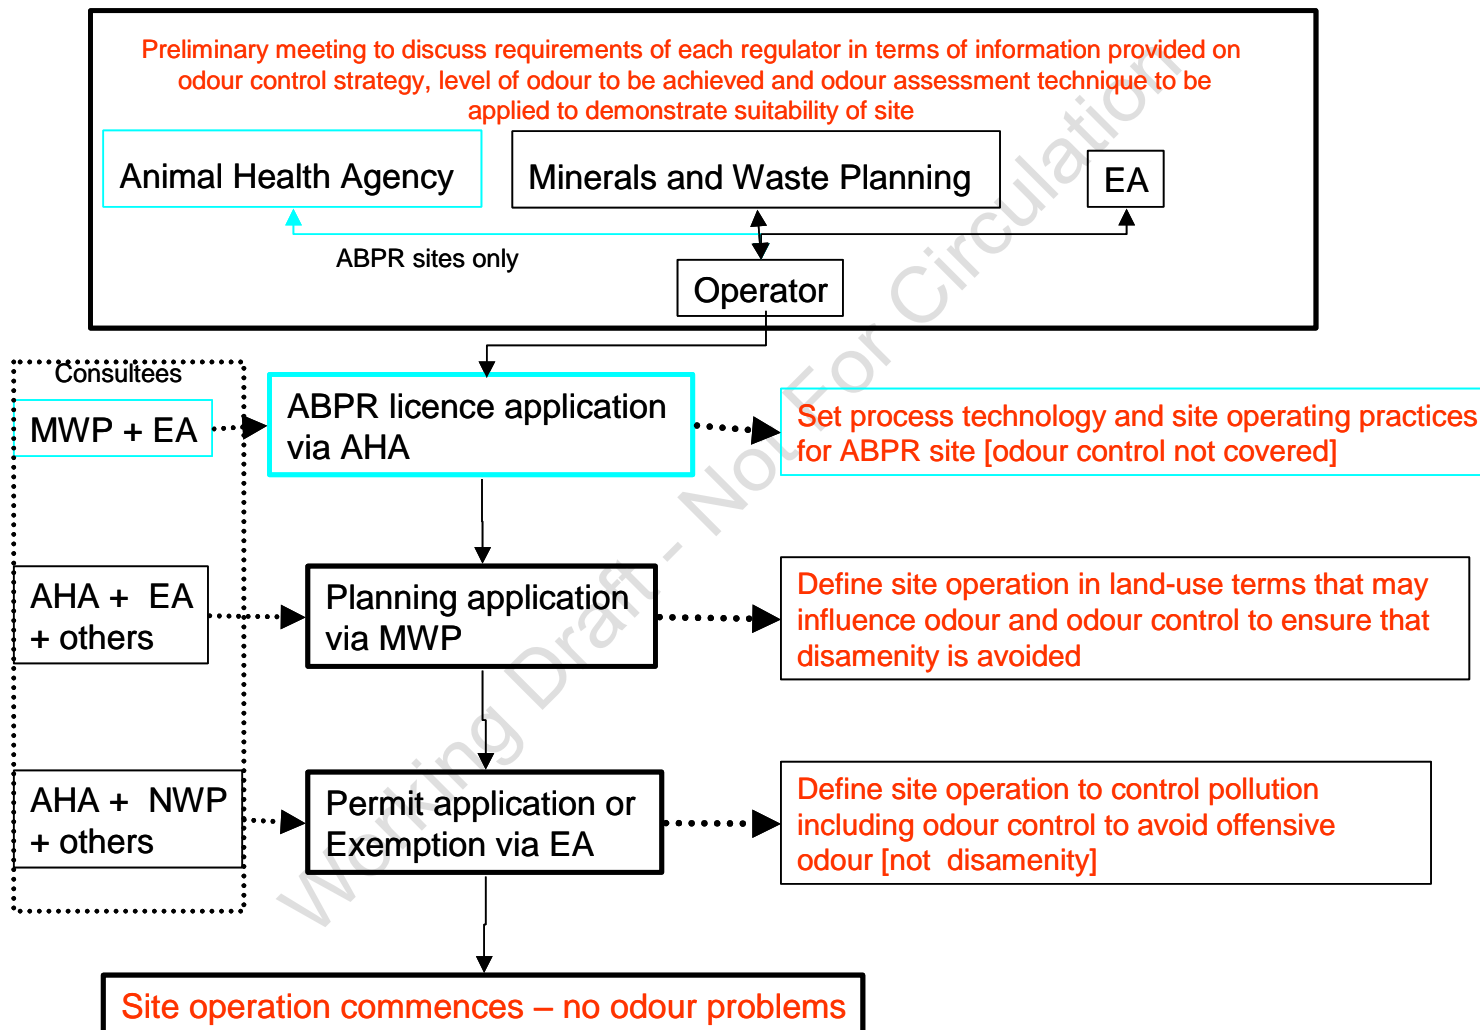 Preliminary meeting to discuss requirements of each regulator in terms of information provided on
odour control strategy, level of odour to be achieved and odour assessment technique to be
applied to demonstrate suitability of site
Animal Health Agency
Minerals and Waste Planning
EA
ABPR sites only
Operator
Consultees
MWP + EA
ABPR licence application
via AHA
Set process technology and site operating practices
for ABPR site [odour control not covered]
AHA + EA
+ others
Planning application
via MWP
Define site operation in land-use terms that may
influence odour and odour control to ensure that
disamenity is avoided
AHA + NWP
+ others
Permit application or
Exemption via EA
Define site operation to control pollution
including odour control to avoid offensive
odour [not disamenity]
Site operation commences – no odour problems
Working Draft - Not For Circulation